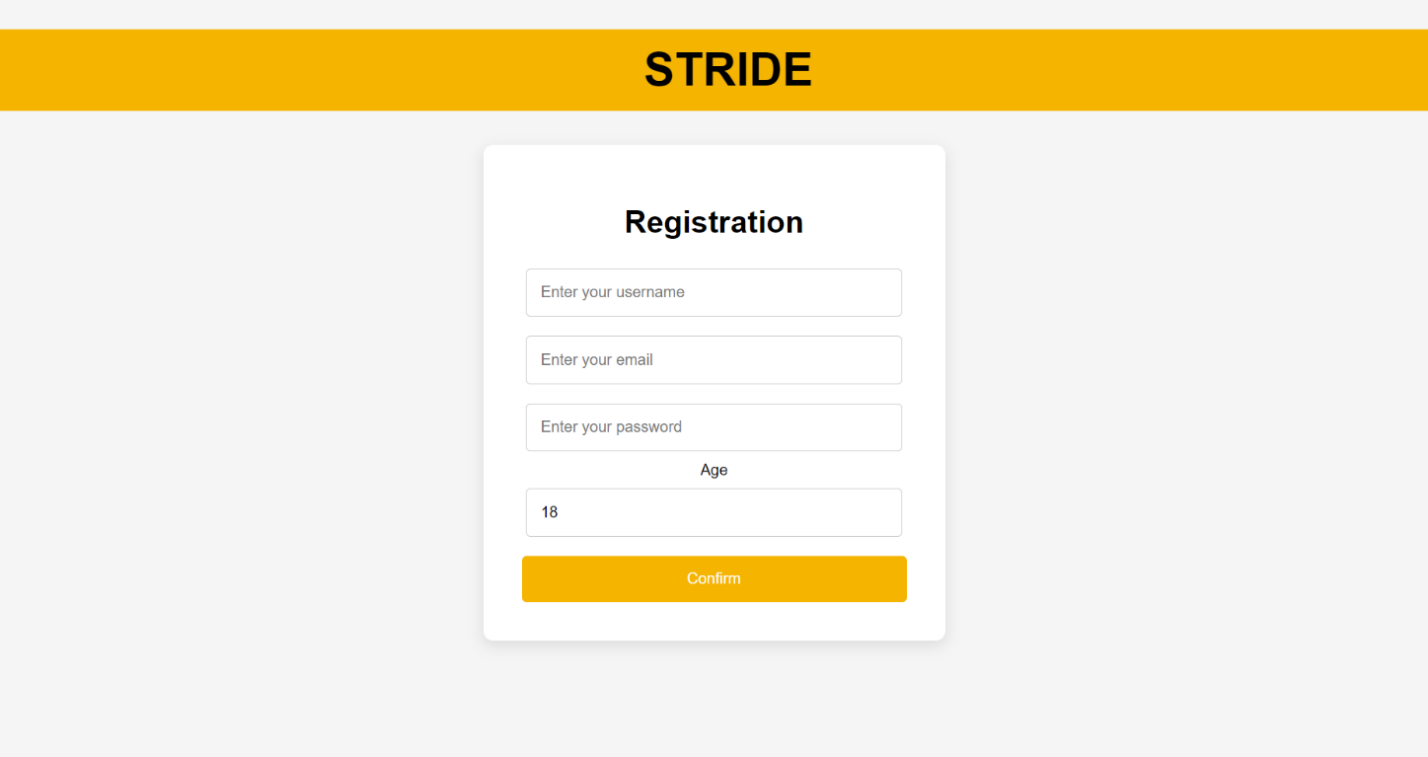 STRIDE
Registration
Enter your username
Enter your email
Enter your password
Age
18
Confirm